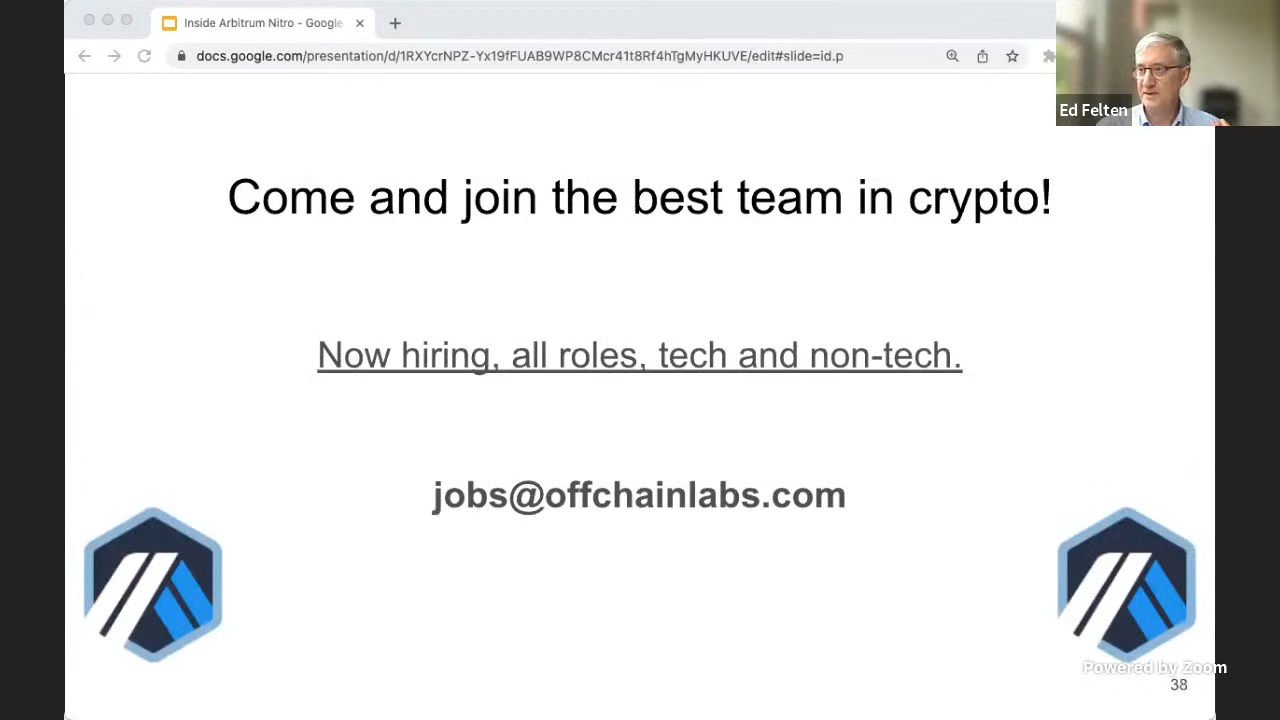 Inside Arbitrum Nitro - Google
docs.google.com/presentation/d/1RXYcrNPZ-Yx19fFUAB9WP8CMcr41t8Rf4hTgMyHKUVE/edit#slide=id.p
Ed Felten
Come and join the best team in crypto!
Now hiring, all roles, tech and non-tech.
jobs@offchainlabs.com
Powered by Zoom
38